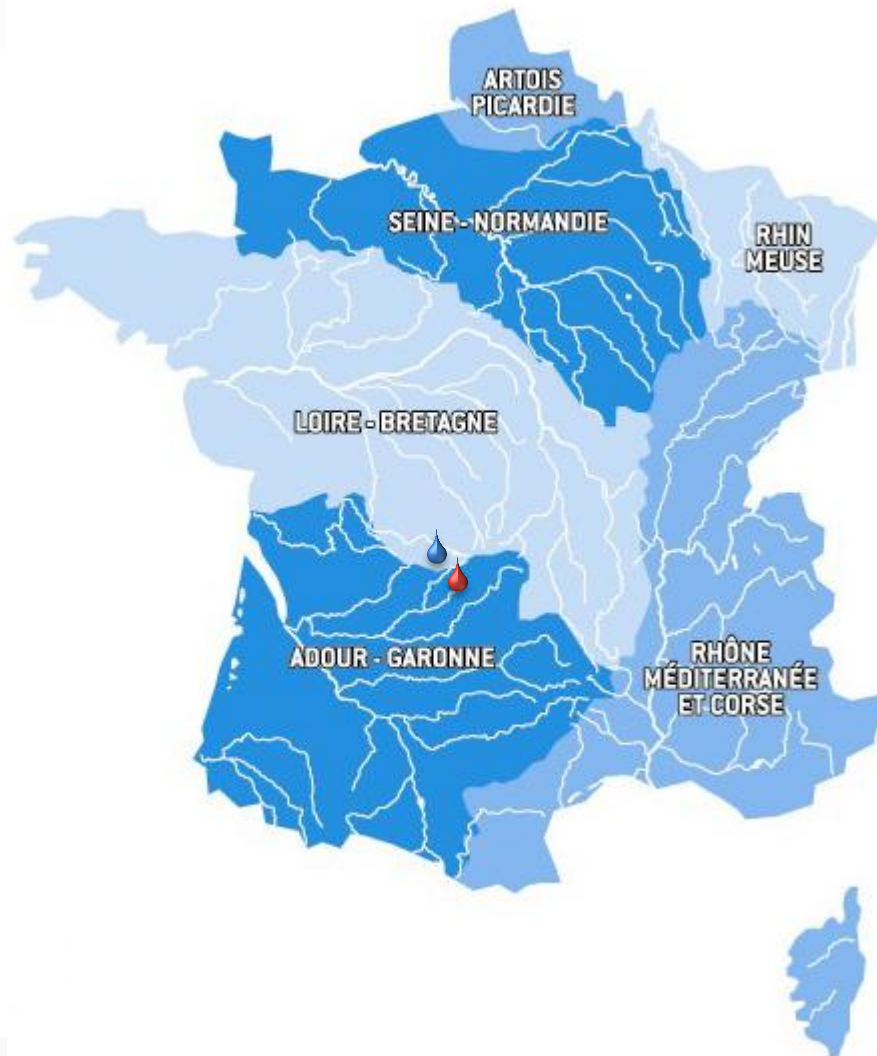 ARTOIS
PICARDIE
SEINE - NORMANDIE
RHIN
MEUSE
LOIRE - BRETAGNE
ADOUR - GARONNE
RHÔNE
MÉDITERRANÉE
ET CORSE